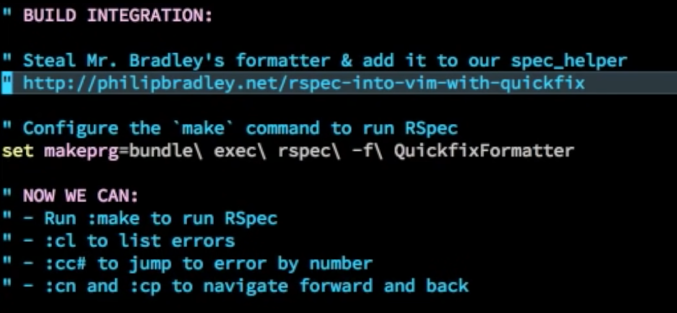 " BUILD INTEGRATION:
" Steal Mr. Bradley's formatter & add it to our spec_helper
" http://philipbradley.net/rspec-into-vim-with-quickfix
" Configure the `make` command to run RSpec
set makeprg=bundle\ exec\ rspec\ -f\ QuickfixFormatter
" NOW WE CAN:
" - Run :make to run RSpec
" - :cl to list errors
" - :cc# to jump to error by number
" - :cn and :cp to navigate forward and back